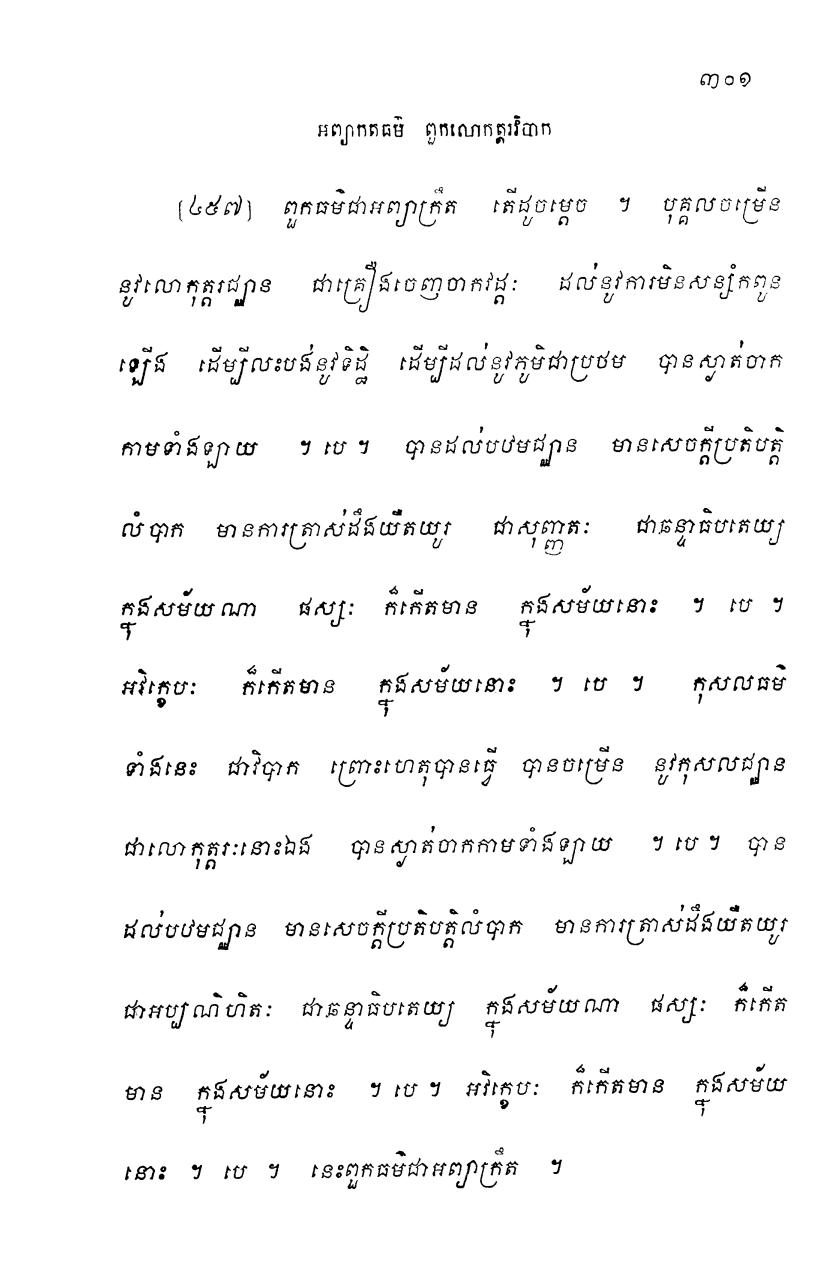 ៣០១
អព្យាកតធម៌ ពួកលោកត្តរវិបាក
[៤៥៧] ពួកធម៌ជាអព្យាក្រឹត តើដូចម្តេច ។ បុគ្គលចម្រើន
នូវលោកុត្តរជ្ឈាន ជាគ្រឿងចេញចាកវដ្តៈ ដល់នូវការមិនសន្សំកពូន
ឡើង ដើម្បីលះបង់នូវទិដ្ឋិ ដើម្បីដល់នូវភូមិជាប្រថម បានស្ងាត់ចាក
កាមទាំងឡាយ ។ បេ ។ បានដល់បឋមជ្ឈាន មានសេចក្តីប្រតិបត្តិ
លំបាក មានការត្រាស់ដឹងយឺតយូរ ជាសុញ្ញតៈ ជាឆន្ទាធិបតេយ្យ
ក្នុងសម័យណា ផស្សៈ ក៏កើតមាន ក្នុងសម័យនោះ ។ បេ ។
អវិក្ខេបៈ ក៏កើតមាន ក្នុងសម័យនោះ ។ បេ ។ កុសលធម៌
ទាំងនេះ ជាវិបាក ព្រោះហេតុបានធ្វើ បានចម្រើន នូវកុសលជ្ឈាន
ជាលោកុត្តរៈនោះឯង បានស្ងាត់ចាកកាមទាំងឡាយ ។ បេ ។ បាន
ដល់បឋមជ្ឈាន មានសេចក្តីប្រតិបត្តិលំបាក មានការត្រាស់ដឹងយឺតយូរ
ជាអប្បណិហិតៈ ជាឆន្ទាធិបតេយ្យ ក្នុងសម័យណា ផស្សៈ ក៏កើត
មាន ក្នុងសម័យនោះ ។ បេ ។ អវិក្ខេបៈ ក៏កើតមាន ក្នុងសម័យ
នោះ ។ បេ ។ នេះពួកធម៌ជាអព្យាក្រឹត ។